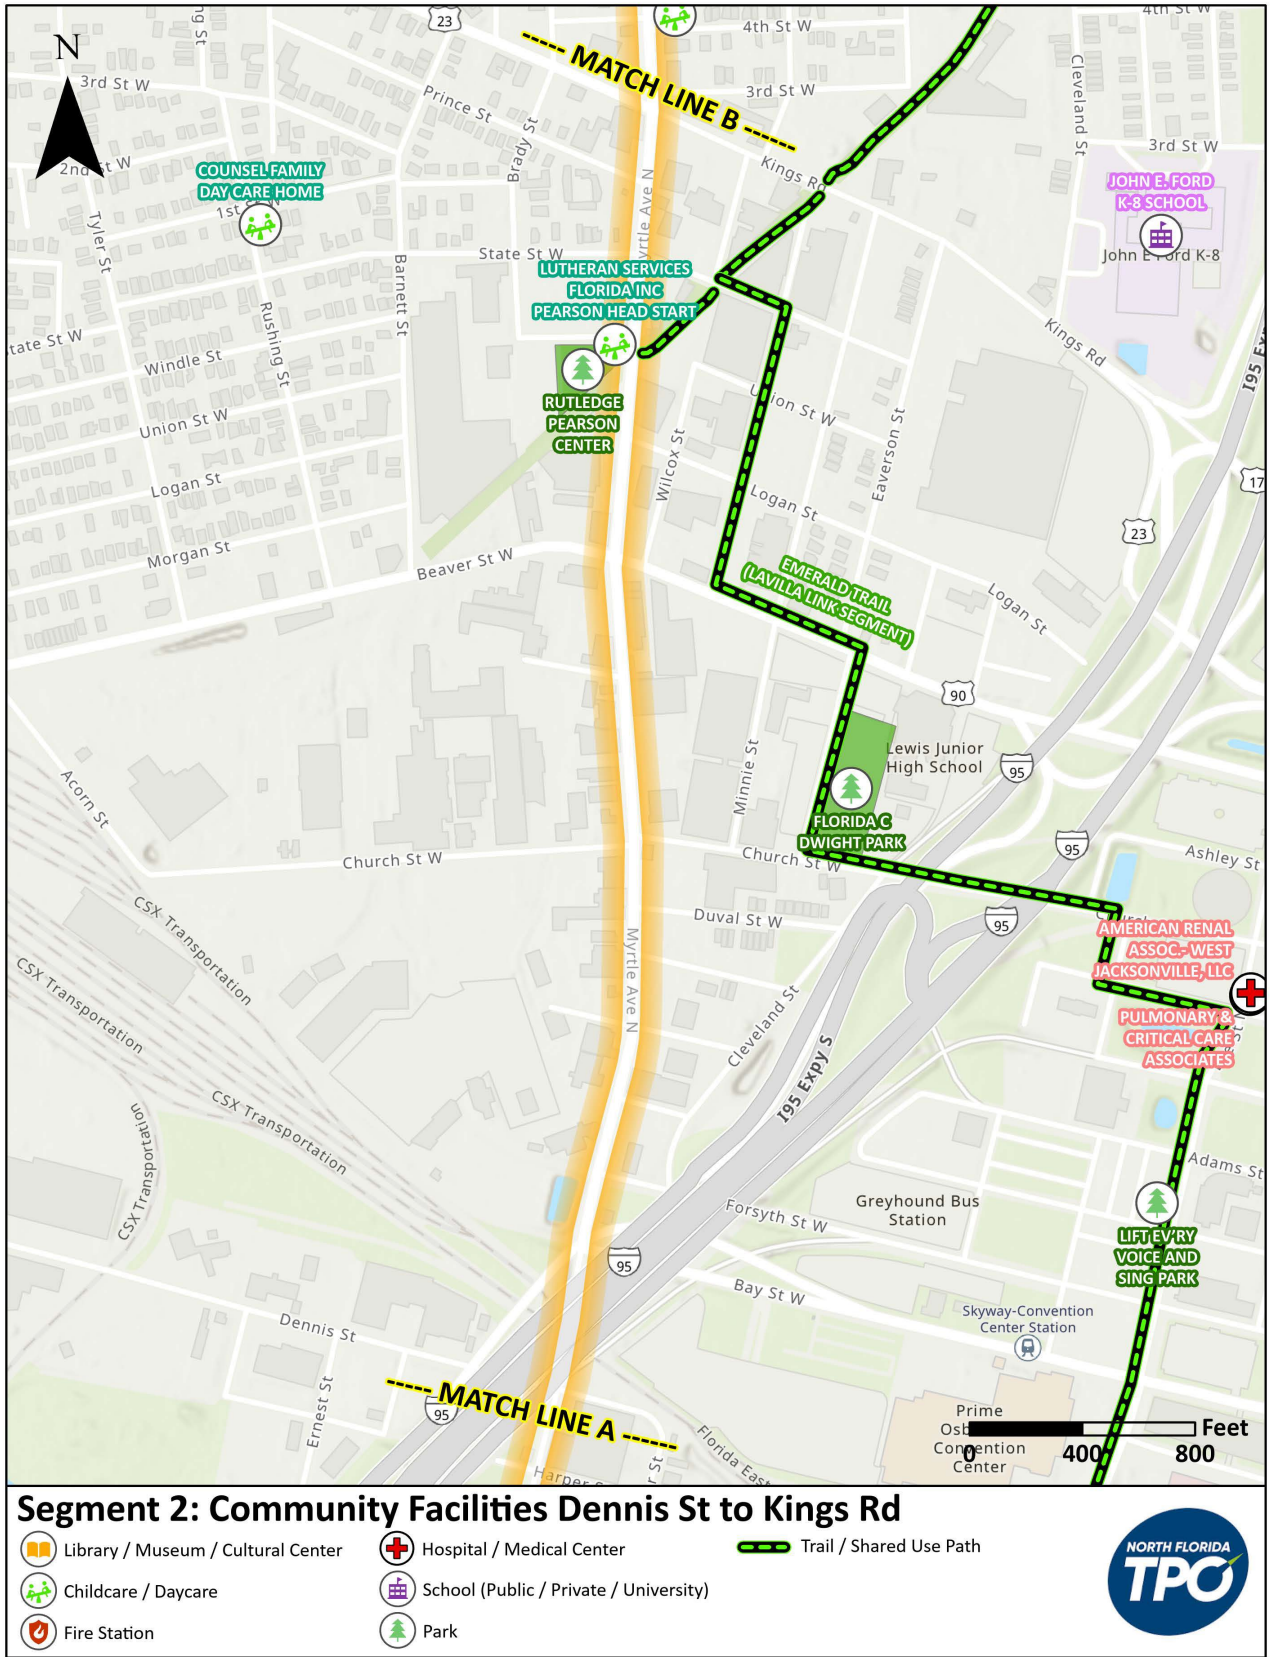 23
4th St W
4th St W
N
MATCH LINE B
3rd St W
Prince St
3rd St W
Cleveland St
Brady St
3rd St W
2nd St W
COUNSEL FAMILY
DAY CARE HOME
1st St W
Kings Rd
JOHN E. FORD
K-8 SCHOOL
John E Ford K-8
Tyler St
Barnett St
State St W
Myrtle Ave N
LUTHERAN SERVICES
FLORIDA INC
PEARSON HEAD START
Rushing St
State St W
Windle St
Kings Rd
I95 Ex
RUTLEDGE
PEARSON
CENTER
Union St W
Union St W
Eaverson St
Wilcox St
Logan St
Logan St
17
23
Morgan St
Beaver St W
EMERALD TRAIL
(LAVILLA LINK SEGMENT)
Logan St
90
Lewis Junior
High School
95
Minnie St
Acorn St
FLORIDA C
DWIGHT PARK
95
Church St W
Church St W
Ashley St
CSX Transportation
Duval St W
95
AMERICAN RENAL
ASSOC.- WEST
JACKSONVILLE, LLC
Myrtle Ave N
CSX Transportation
Cleveland St
PULMONARY &
CRITICAL CARE
ASSOCIATES
I95 Expy S
CSX Transportation
CSX Transportation
Adams St
Greyhound Bus
Station
Forsyth St W
LIFT EV'RY
VOICE AND
SING PARK
95
Bay St W
Skyway-Convention
Center Station
Dennis St
Ernest St
MATCH LINE A
95
Prime
Osb
Convention
Center
Feet
0 400 800
Florida East
Harper S
r St
Segment 2: Community Facilities Dennis St to Kings Rd
Library / Museum / Cultural Center
Hospital / Medical Center
Trail / Shared Use Path
Childcare / Daycare
School (Public / Private / University)
Fire Station
Park
NORTH FLORIDA
TPO